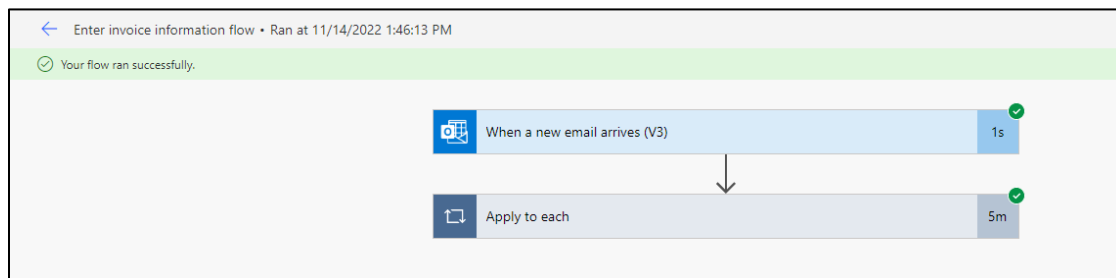 Enter invoice information flow • Ran at 11/14/2022 1:46:13 PM
Your flow ran successfully.
When a new email arrives (V3) 1s
Apply to each 5m